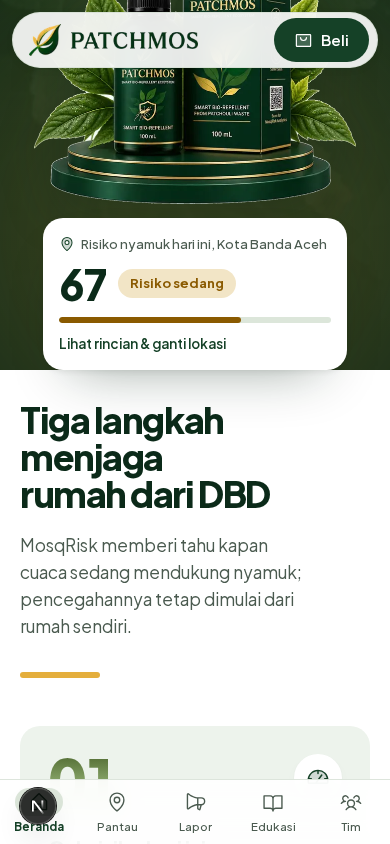 PATCHMOS
Beli
PATCHMOS
PATCHMOS
SMART BIO-REPELLENT
SMART BIO-REPELLENT
FROM PATCHOULI WASTE
100 mL
100 mL
Risiko nyamuk hari ini, Kota Banda Aceh
67
Risiko sedang
Lihat rincian & ganti lokasi
Tiga langkah
menjaga
rumah dari DBD
MosqRisk memberi tahu kapan
cuaca sedang mendukung nyamuk;
pencegahannya tetap dimulai dari
rumah sendiri.
01
N
Beranda
Pantau
Lapor
Edukasi
Tim